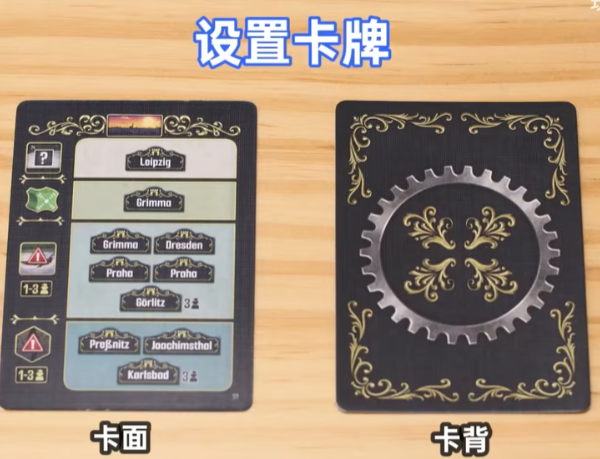 设置卡牌
?
Leipzig
Grimma
Grimma Dresden
Praha Praha
1-3
Görlitz 3
Preßnitz Joachimsthal
1-3
Karlsbad 3
卡面
卡背